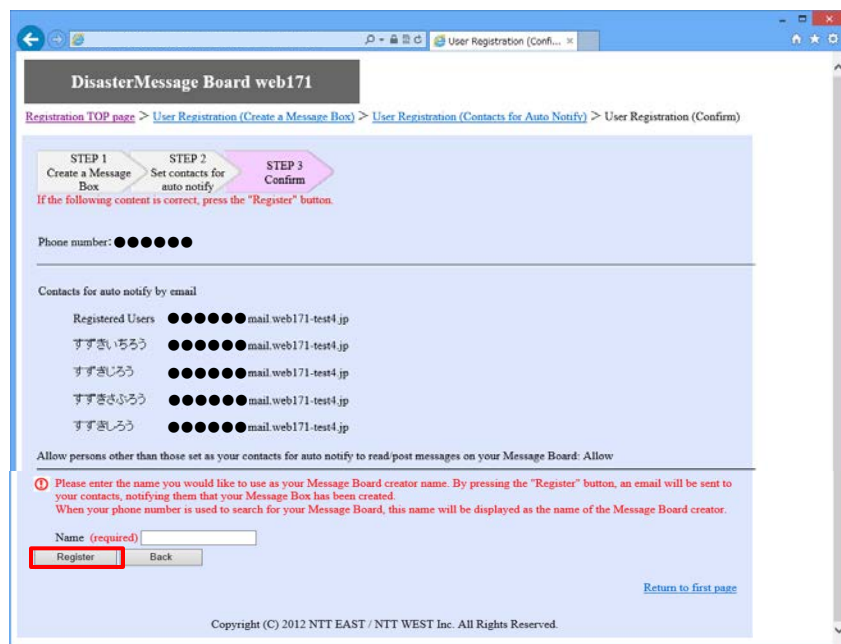 User Registration (Confi...
DisasterMessage Board web171
Registration TOP page > User Registration (Create a Message Box) > User Registration (Contacts for Auto Notify) > User Registration (Confirm)
STEP 1
Create a Message
Box
STEP 2
Set contacts for
auto notify
STEP 3
Confirm
If the following content is correct, press the "Register" button.
Phone number:●●●●●●
Contacts for auto notify by email
Registered Users ●●●●●●mail.web171-test4.jp
すずきいちろう ●●●●●●mail.web171-test4.jp
すずきじろう ●●●●●●mail.web171-test4.jp
すずきさぶろう ●●●●●●mail.web171-test4.jp
すずきしろう ●●●●●●mail.web171-test4.jp
Allow persons other than those set as your contacts for auto notify to read/post messages on your Message Board: Allow
Please enter the name you would like to use as your Message Board creator name. By pressing the "Register" button, an email will be sent to
your contacts, notifying them that your Message Box has been created.
When your phone number is used to search for your Message Board, this name will be displayed as the name of the Message Board creator.
Name (required)
Register Back
Return to first page
Copyright (C) 2012 NTT EAST / NTT WEST Inc. All Rights Reserved.